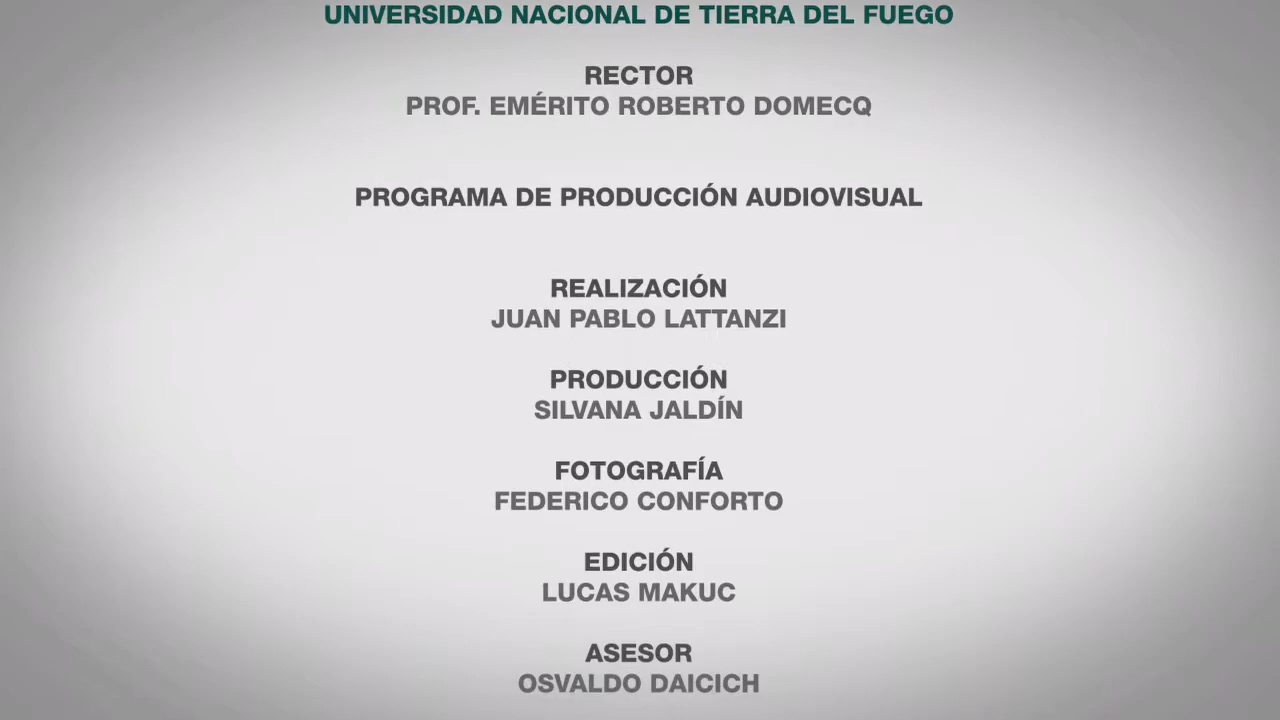 UNIVERSIDAD NACIONAL DE TIERRA DEL FUEGO
RECTOR
PROF. EMÉRITO ROBERTO DOMECQ
PROGRAMA DE PRODUCCIÓN AUDIOVISUAL
REALIZACIÓN
JUAN PABLO LATTANZI
PRODUCCIÓN
SILVANA JALDÍN
FOTOGRAFÍA
FEDERICO CONFORTO
EDICIÓN
LUCAS MAKUC
ASESOR
OSVALDO DAICICH